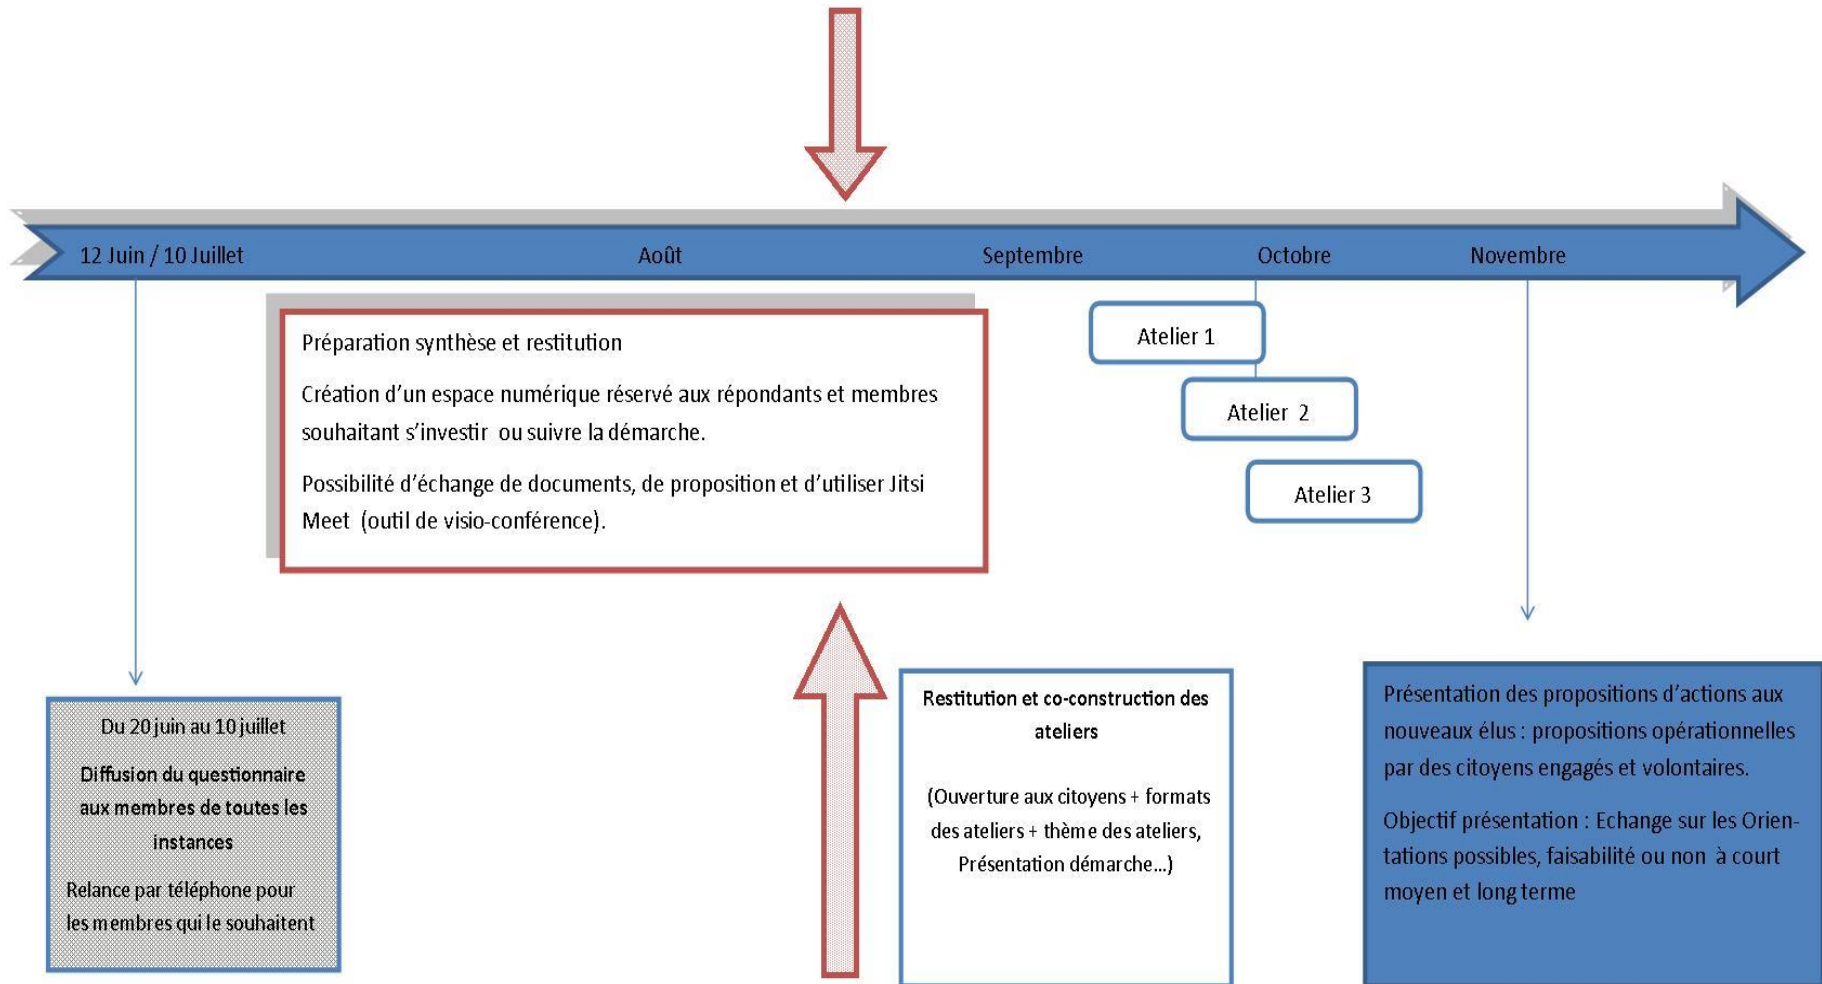 12 Juin / 10 Juillet
Août
Septembre
Octobre
Novembre
Préparation synthèse et restitution
Création d'un espace numérique réservé aux répondants et membres
souhaitant s'investir ou suivre la démarche.
Possibilité d'échange de documents, de proposition et d'utiliser Jitsi
Meet (outil de visio-conférence).
Atelier 1
Atelier 2
Atelier 3
Du 20 juin au 10 juillet
Diffusion du questionnaire
aux membres de toutes les
instances
Relance par téléphone pour
les membres qui le souhaitent
Restitution et co-construction des
ateliers
(Ouverture aux citoyens + formats
des ateliers + thème des ateliers,
Présentation démarche...)
Présentation des propositions d'actions aux
nouveaux élus : propositions opérationnelles
par des citoyens engagés et volontaires.
Objectif présentation : Echange sur les Orien-
tations possibles, faisabilité ou non à court
moyen et long terme